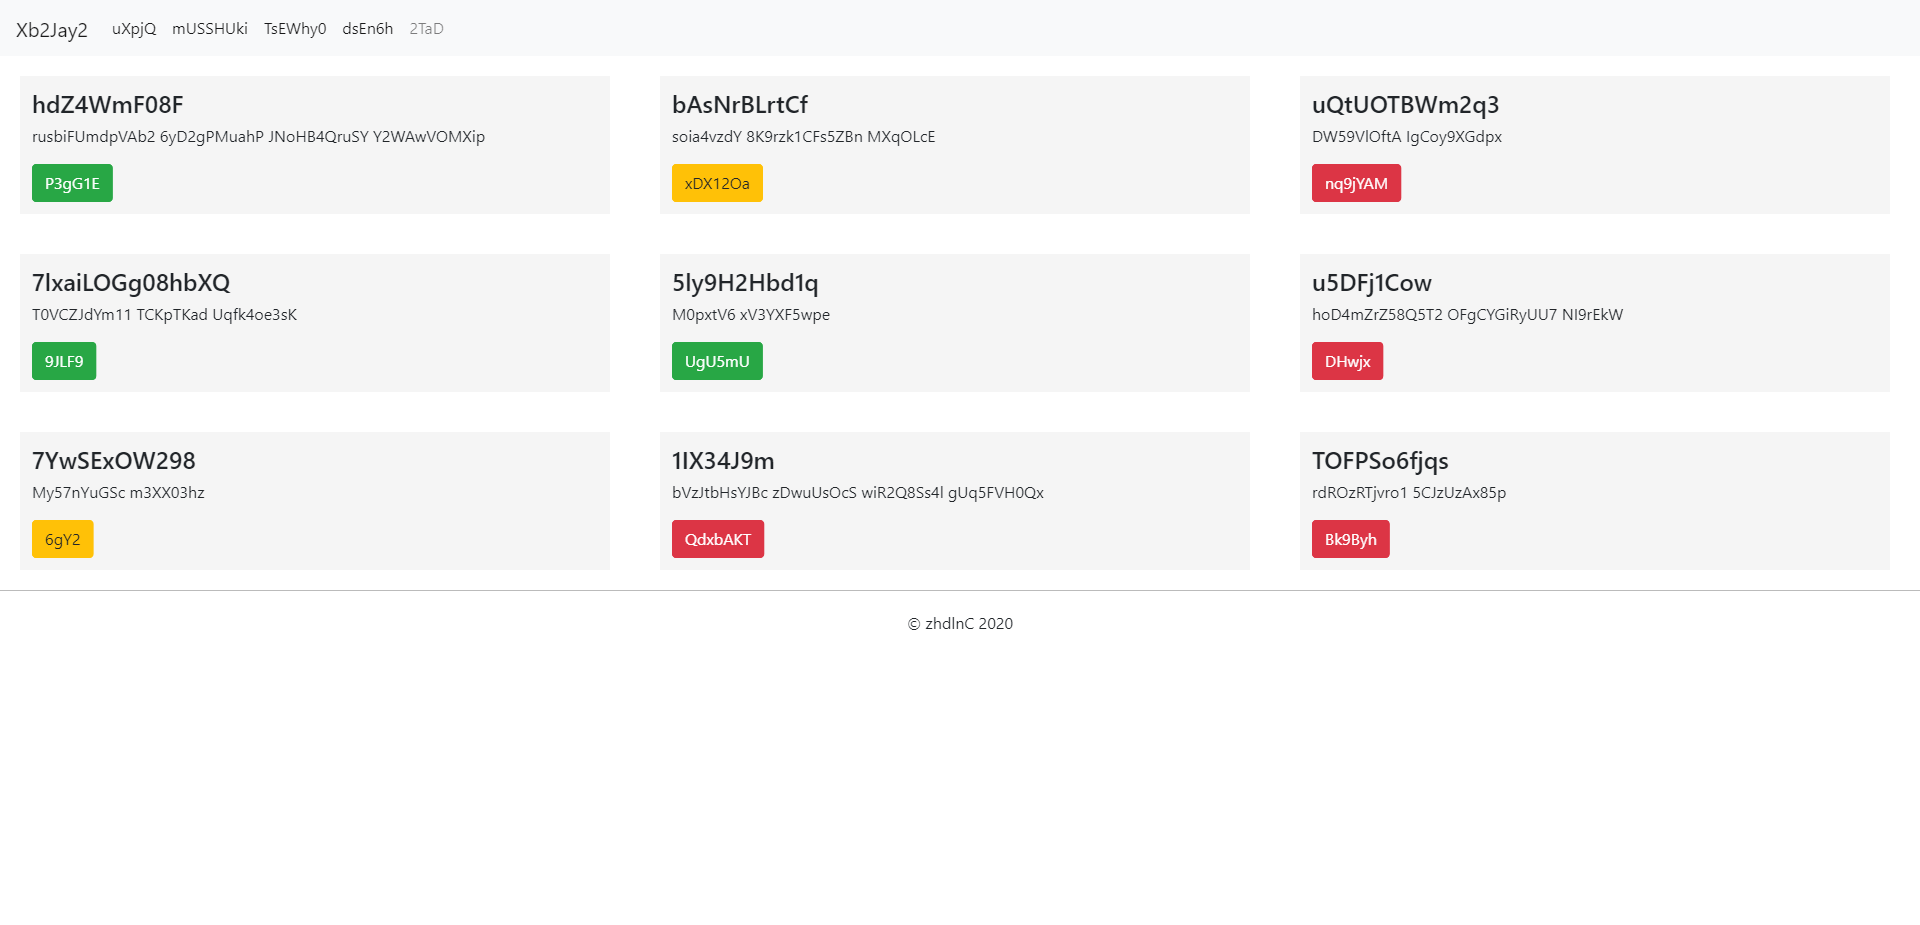 Xb2Jay2 uXpjQ mUSSHUki TsEWhy0 dsEn6h 2TaD
hdZ4WmF08F
rusbiFUmdpVAb2 6yD2gPMuahP JNoHB4QruSY Y2WAwVOMXip
P3gG1E
bAsNrBLrtCf
soia4vzdY 8K9rzk1CFs5ZBn MXqOLcE
xDX12Oa
uQtUOTBWm2q3
DW59VlOftA IgCoy9XGdpx
nq9jYAM
7lxaiLOGg08hbXQ
T0VCZJdYm11 TCKpTKad Uqfk4oe3sK
9JLF9
5ly9H2Hbd1q
M0pxtV6 xV3YXF5wpe
UgU5mU
u5DFj1Cow
hoD4mZrZ58Q5T2 OFgCYGiRyUU7 NI9rEkW
DHwjx
7YwSExOW298
My57nYuGSc m3XX03hz
6gY2
1IX34J9m
bVzJtbHsYJBc zDwuUsOcS wiR2Q8Ss4l gUq5FVH0Qx
QdxbAKT
TOFPSo6fjqs
rdROzRTjvro1 5CJzUzAx85p
Bk9Byh
© zhdlnC 2020